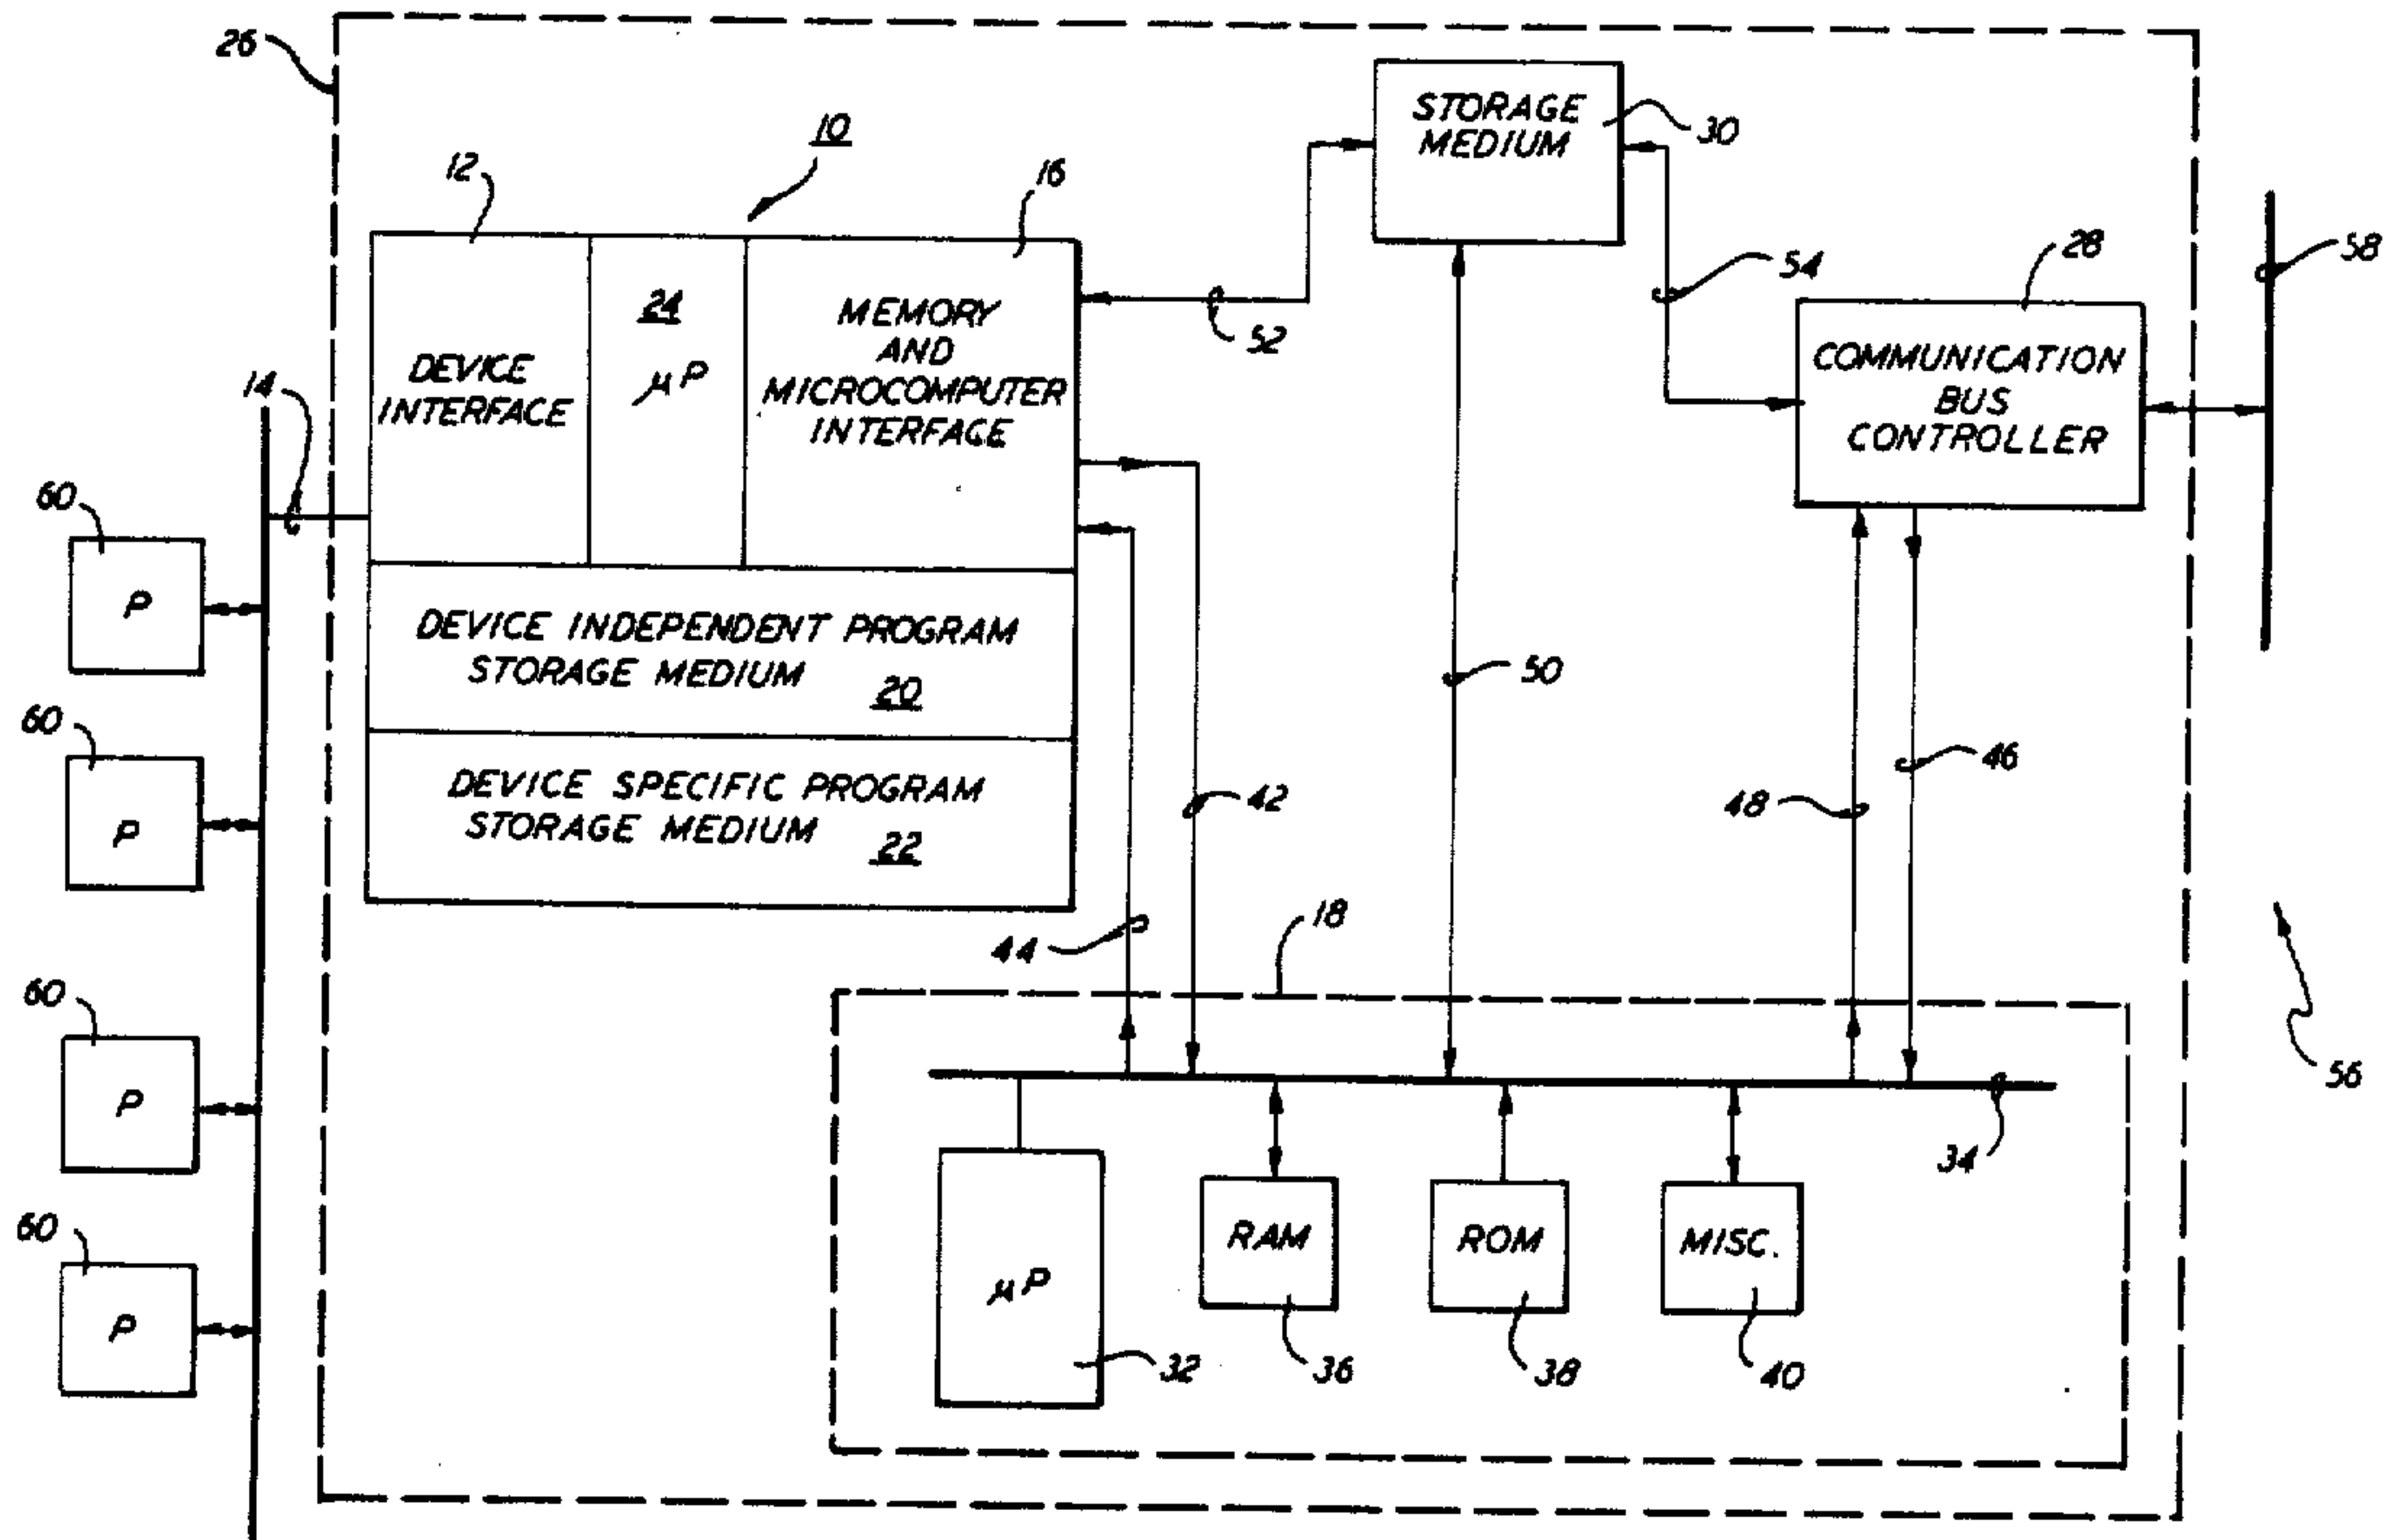 26
10
12
16
STORAGE
MEDIUM
30
28
58
24
µP
MEMORY
AND
MICROCOMPUTER
INTERFACE
DEVICE
INTERFACE
52
54
COMMUNICATION
BUS
CONTROLLER
14
60
P
DEVICE INDEPENDENT PROGRAM
STORAGE MEDIUM 20
50
60
P
DEVICE SPECIFIC PROGRAM
STORAGE MEDIUM 22
42
48
46
44
18
60
P
56
34
60
P
µP
RAM
ROM
MISC.
32
36
38
40